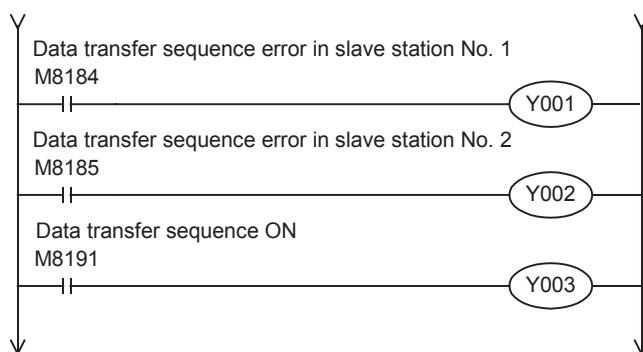 Data transfer sequence error in slave station No. 1
M8184
Y001
Data transfer sequence error in slave station No. 2
M8185
Y002
Data transfer sequence ON
M8191
Y003